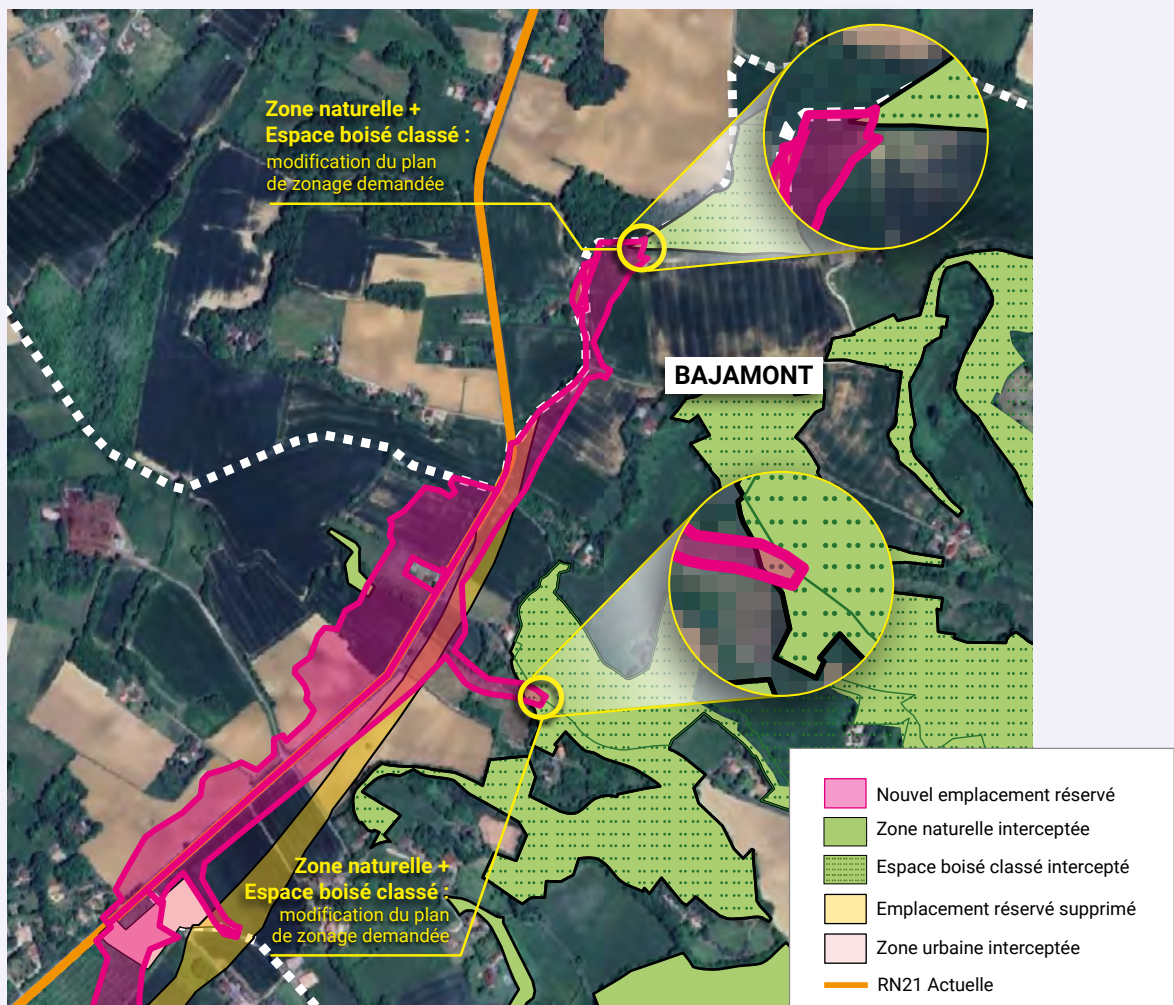 Zone naturelle +
Espace boisé classé :
modification du plan
de zonage demandée
BAJAMONT
Zone naturelle +
Espace boisé classé :
modification du plan
de zonage demandée
Nouvel emplacement réservé
Zone naturelle interceptée
Espace boisé classé intercepté
Emplacement réservé supprimé
Zone urbaine interceptée
RN21 Actuelle